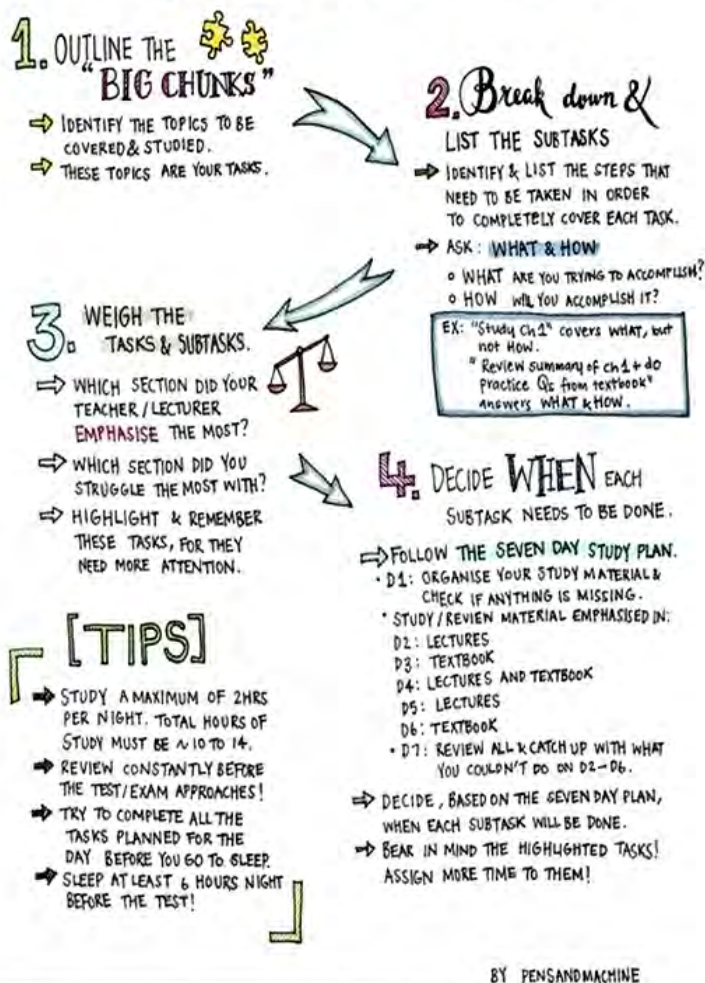 1. OUTLINE THE
"BIG CHUNKS"
⇒ IDENTIFY THE TOPICS TO BE
COVERED & STUDIED.
⇒ THESE TOPICS ARE YOUR TASKS.
2. Break down &
LIST THE SUBTASKS
⇒ IDENTIFY & LIST THE STEPS THAT
NEED TO BE TAKEN IN ORDER
TO COMPLETELY COVER EACH TASK.
⇒ ASK: WHAT & HOW
○ WHAT ARE YOU TRYING TO ACCOMPLISH?
○ HOW WILL YOU ACCOMPLISH IT?
EX: "Study Ch1" covers WHAT, but
not HOW.
"Review summary of ch1 + do
practice Qs from textbook"
answers WHAT & HOW.
3. WEIGH THE
TASKS & SUBTASKS.
⇒ WHICH SECTION DID YOUR
TEACHER/LECTURER
EMPHASISE THE MOST?
⇒ WHICH SECTION DID YOU
STRUGGLE THE MOST WITH?
⇒ HIGHLIGHT & REMEMBER
THESE TASKS, FOR THEY
NEED MORE ATTENTION.
4. DECIDE WHEN EACH
SUBTASK NEEDS TO BE DONE.
⇒ FOLLOW THE SEVEN DAY STUDY PLAN.
• D1: ORGANISE YOUR STUDY MATERIAL &
CHECK IF ANYTHING IS MISSING.
• STUDY/REVIEW MATERIAL EMPHASISED IN:
D2: LECTURES
D3: TEXTBOOK
D4: LECTURES AND TEXTBOOK
D5: LECTURES
D6: TEXTBOOK
• D7: REVIEW ALL & CATCH UP WITH WHAT
YOU COULDN'T DO ON D2-D6.
⇒ DECIDE, BASED ON THE SEVEN DAY PLAN,
WHEN EACH SUBTASK WILL BE DONE.
⇒ BEAR IN MIND THE HIGHLIGHTED TASKS!
ASSIGN MORE TIME TO THEM!
[TIPS]
⇒ STUDY A MAXIMUM OF 2HRS
PER NIGHT. TOTAL HOURS OF
STUDY MUST BE ~10 TO 14.
⇒ REVIEW CONSTANTLY BEFORE
THE TEST/EXAM APPROACHES!
⇒ TRY TO COMPLETE ALL THE
TASKS PLANNED FOR THE
DAY BEFORE YOU GO TO SLEEP.
⇒ SLEEP AT LEAST 6 HOURS NIGHT
BEFORE THE TEST!
BY PENSANDMACHINE